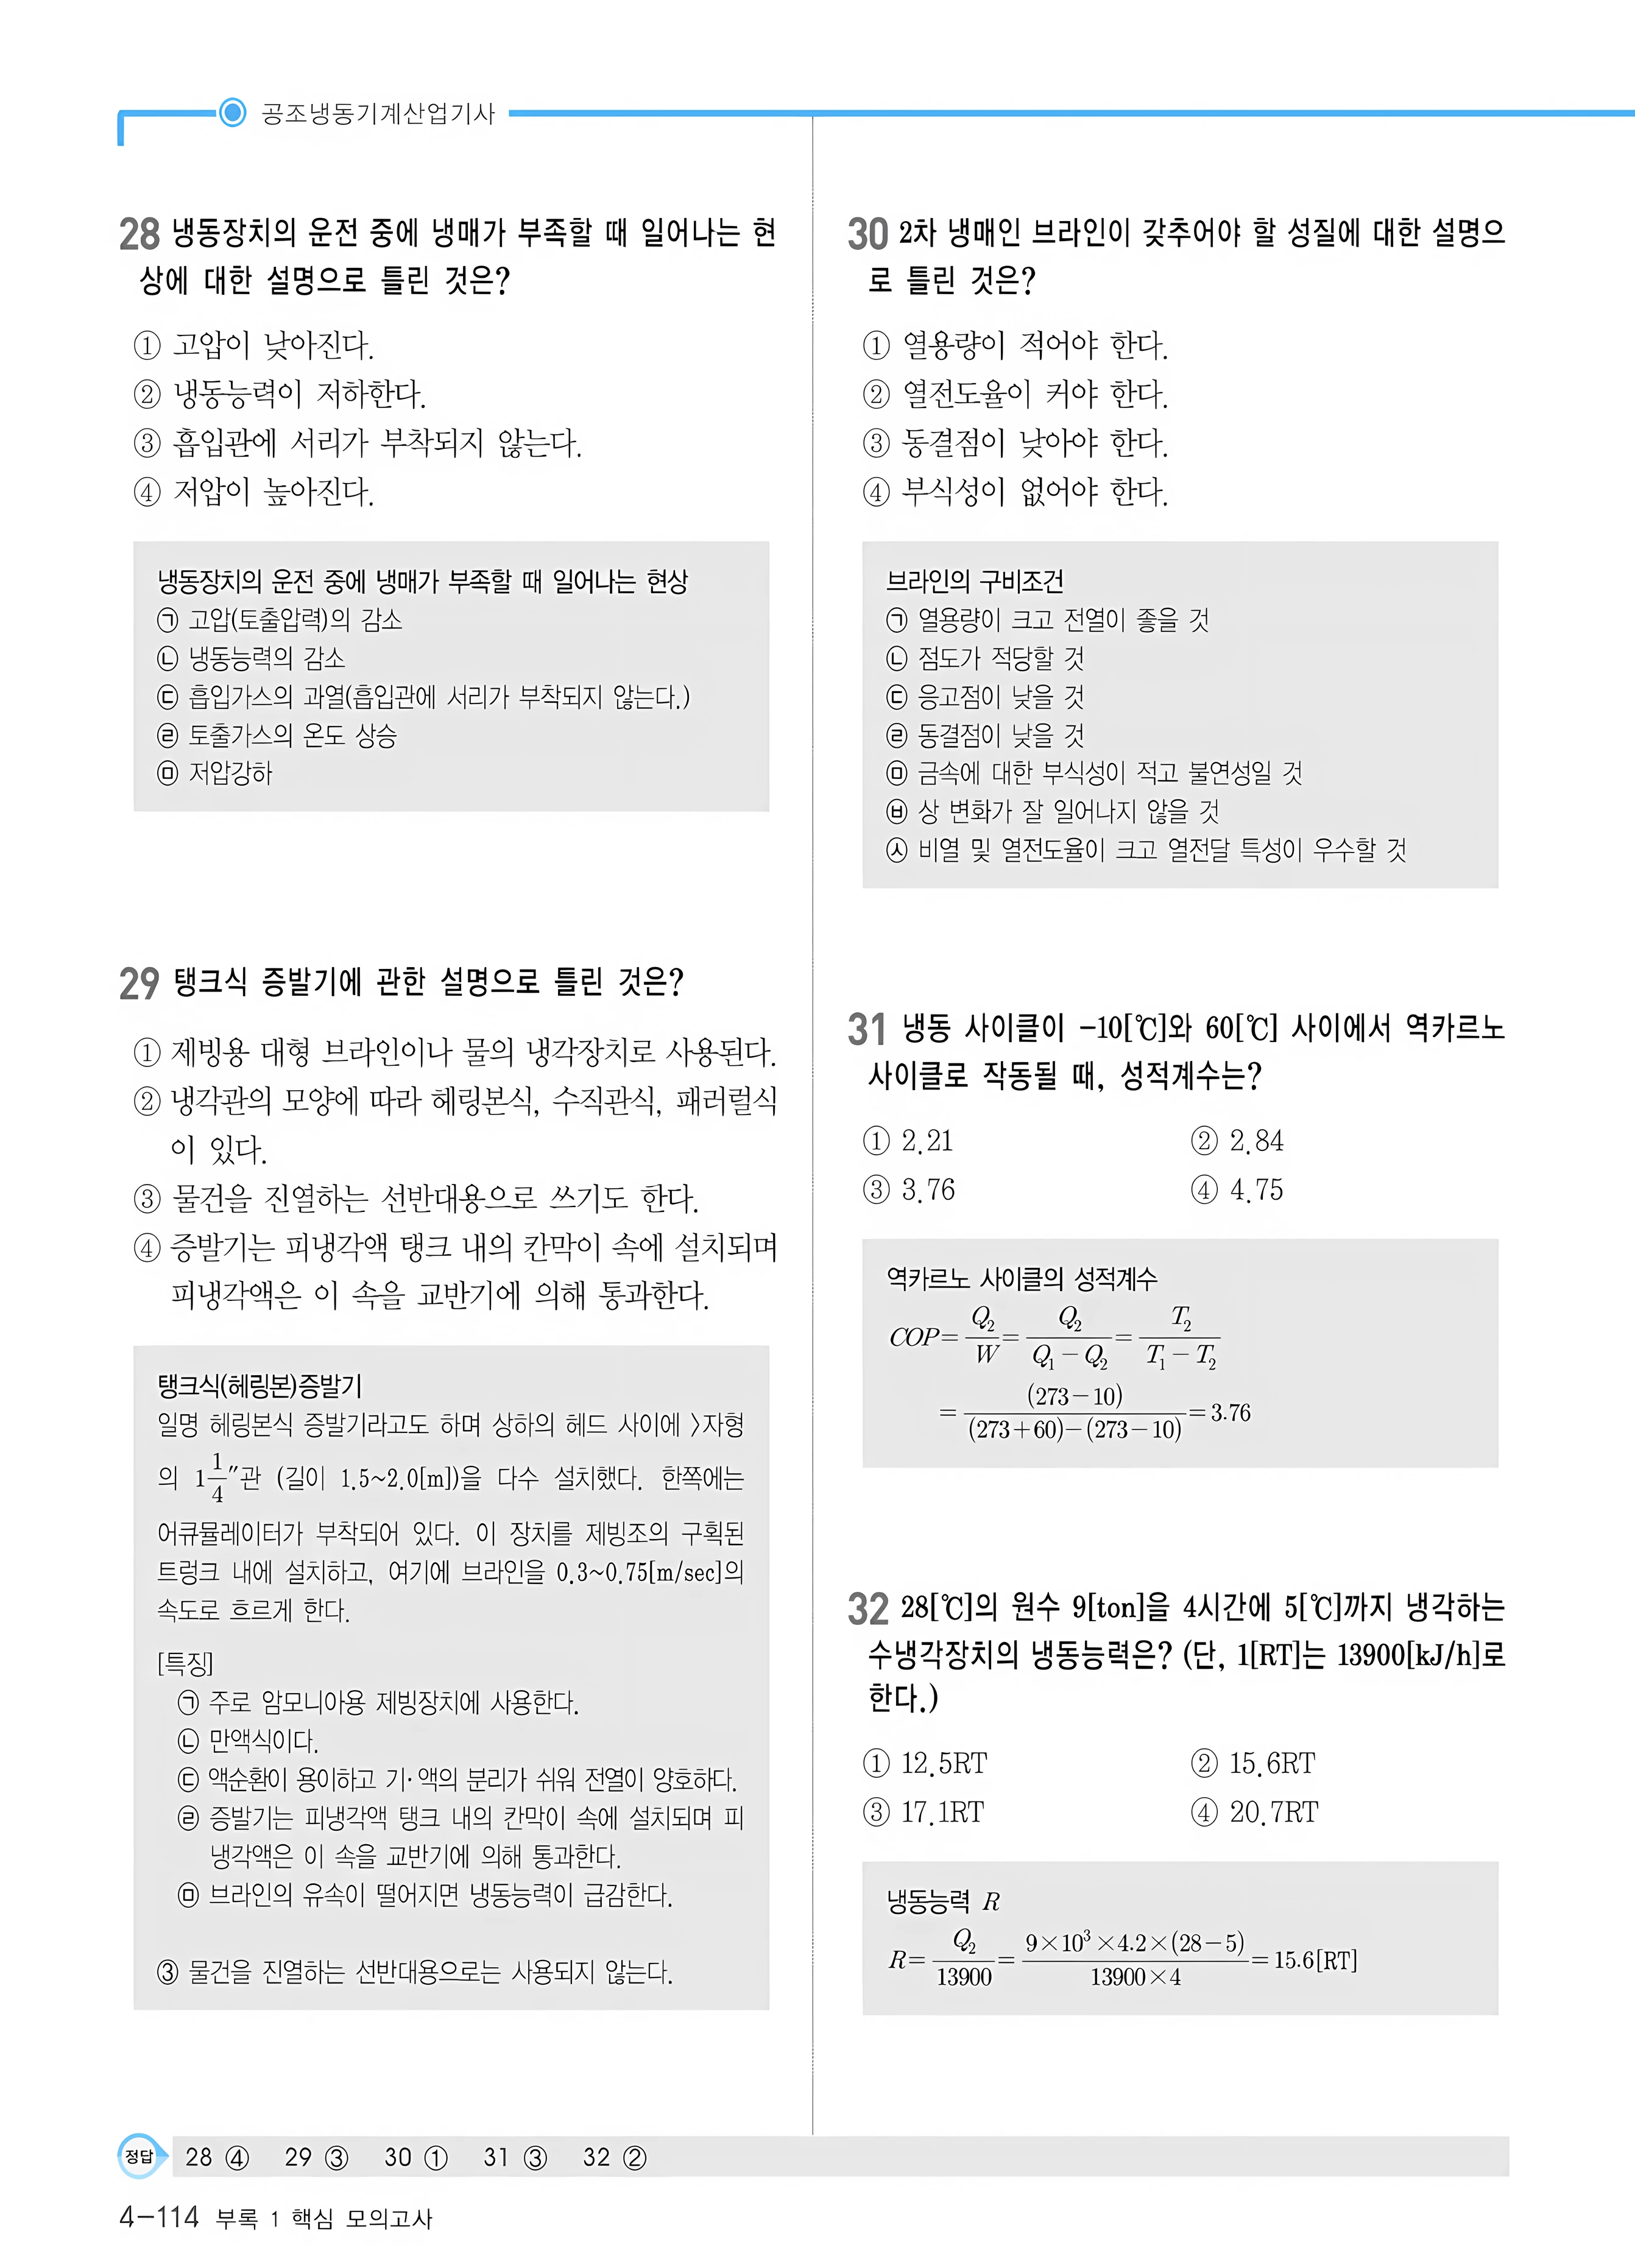 공조냉동기계산업기사
28 냉동장치의 운전 중에 냉매가 부족할 때 일어나는 현
상에 대한 설명으로 틀린 것은?
① 고압이 낮아진다.
② 냉동능력이 저하한다.
③ 흡입관에 서리가 부착되지 않는다.
④ 저압이 높아진다.
냉동장치의 운전 중에 냉매가 부족할 때 일어나는 현상
㉠ 고압(토출압력)의 감소
㉡ 냉동능력의 감소
㉢ 흡입가스의 과열(흡입관에 서리가 부착되지 않는다.)
㉣ 토출가스의 온도 상승
㉤ 저압강하
29 탱크식 증발기에 관한 설명으로 틀린 것은?
① 제빙용 대형 브라인이나 물의 냉각장치로 사용된다.
② 냉각관의 모양에 따라 헤링본식, 수직관식, 패러럴식
이 있다.
③ 물건을 진열하는 선반대용으로 쓰기도 한다.
④ 증발기는 피냉각액 탱크 내의 칸막이 속에 설치되며
피냉각액은 이 속을 교반기에 의해 통과한다.
탱크식(헤링본)증발기
일명 헤링본식 증발기라고도 하며 상하의 헤드 사이에 〉자형
의 1 1/4″관 (길이 1.5~2.0[m])을 다수 설치했다. 한쪽에는
어큐뮬레이터가 부착되어 있다. 이 장치를 제빙조의 구획된
트렁크 내에 설치하고, 여기에 브라인을 0.3~0.75[m/sec]의
속도로 흐르게 한다.
[특징]
㉠ 주로 암모니아용 제빙장치에 사용한다.
㉡ 만액식이다.
㉢ 액순환이 용이하고 기·액의 분리가 쉬워 전열이 양호하다.
㉣ 증발기는 피냉각액 탱크 내의 칸막이 속에 설치되며 피
냉각액은 이 속을 교반기에 의해 통과한다.
㉤ 브라인의 유속이 떨어지면 냉동능력이 급감한다.
③ 물건을 진열하는 선반대용으로는 사용되지 않는다.
30 2차 냉매인 브라인이 갖추어야 할 성질에 대한 설명으
로 틀린 것은?
① 열용량이 적어야 한다.
② 열전도율이 커야 한다.
③ 동결점이 낮아야 한다.
④ 부식성이 없어야 한다.
브라인의 구비조건
㉠ 열용량이 크고 전열이 좋을 것
㉡ 점도가 적당할 것
㉢ 응고점이 낮을 것
㉣ 동결점이 낮을 것
㉤ 금속에 대한 부식성이 적고 불연성일 것
㉥ 상 변화가 잘 일어나지 않을 것
㉦ 비열 및 열전도율이 크고 열전달 특성이 우수할 것
31 냉동 사이클이 -10[℃]와 60[℃] 사이에서 역카르노
사이클로 작동될 때, 성적계수는?
① 2.21 ② 2.84
③ 3.76 ④ 4.75
역카르노 사이클의 성적계수
COP = Q₂/W = Q₂/(Q₁-Q₂) = T₂/(T₁-T₂)
= (273-10)/((273+60)-(273-10)) = 3.76
32 28[℃]의 원수 9[ton]을 4시간에 5[℃]까지 냉각하는
수냉각장치의 냉동능력은? (단, 1[RT]는 13900[kJ/h]로
한다.)
① 12.5RT ② 15.6RT
③ 17.1RT ④ 20.7RT
냉동능력 R
R = Q₂/13900 = (9×10³×4.2×(28-5))/(13900×4) = 15.6[RT]
정답 28 ④ 29 ③ 30 ① 31 ③ 32 ②
4-114 부록 1 핵심 모의고사